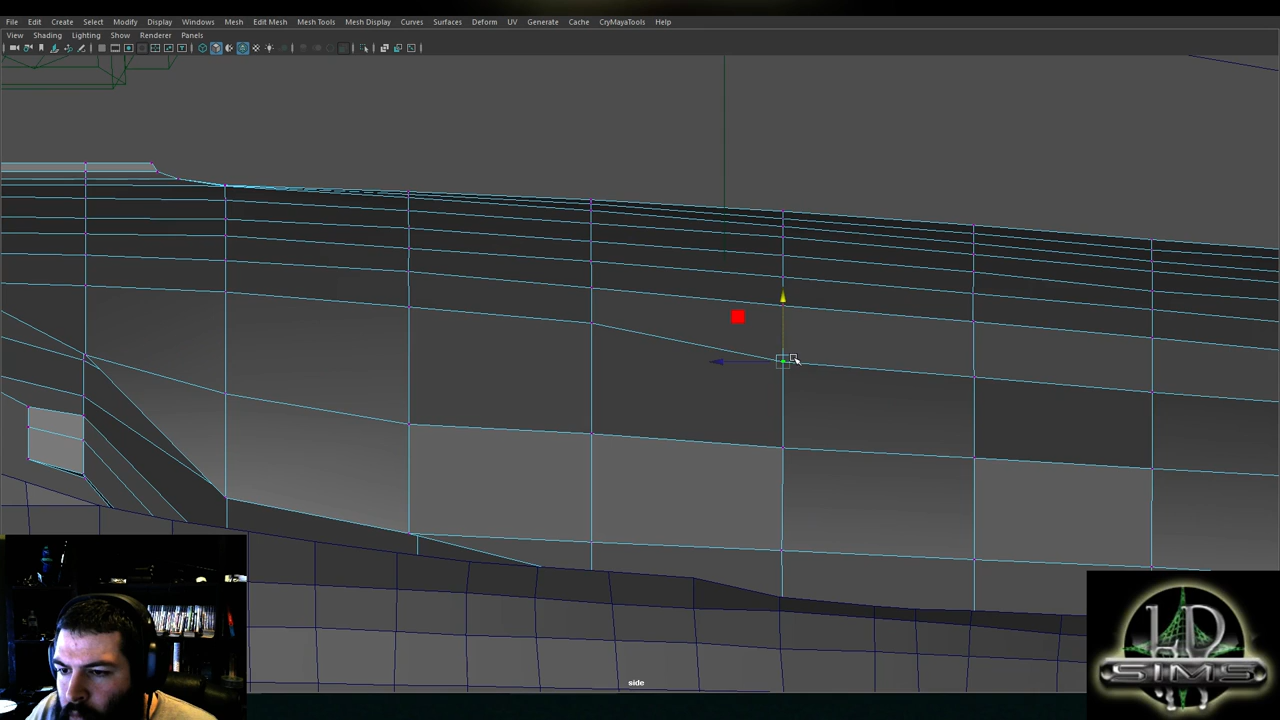 File Edit Create Select Modify Display Windows Mesh Edit Mesh Mesh Tools Mesh Display Curves Surfaces Deform UV Generate Cache CryMayaTools Help
View Shading Lighting Show Renderer Panels
side
SIMS